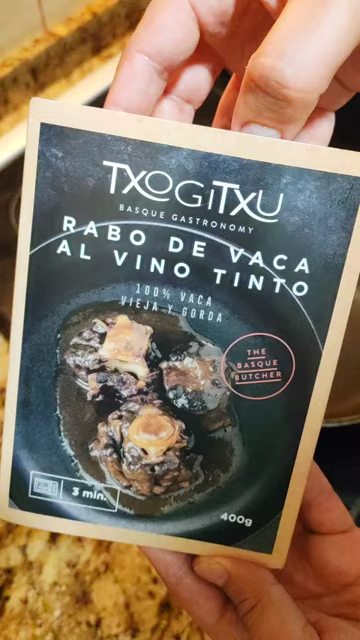 TXOGITXU
BASQUE GASTRONOMY
RABO DE VACA
AL VINO TINTO
100% VACA
VIEJA Y GORDA
THE
BASQUE
BUTCHER
3 min.
400g